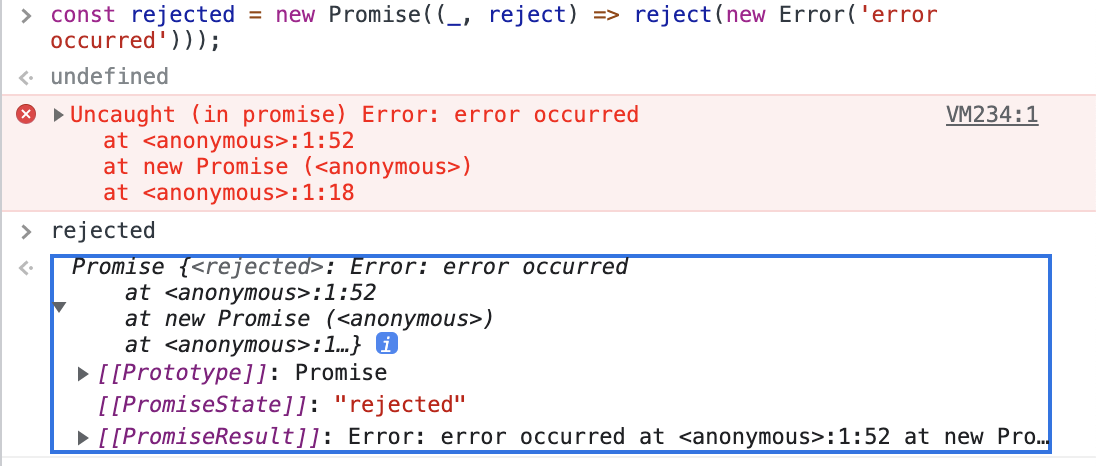 > const rejected = new Promise((_, reject) => reject(new Error('error
occurred')));
undefined
Uncaught (in promise) Error: error occurred VM234:1
at <anonymous>:1:52
at new Promise (<anonymous>)
at <anonymous>:1:18
> rejected
Promise {<rejected>: Error: error occurred
at <anonymous>:1:52
at new Promise (<anonymous>)
at <anonymous>:1…} i
[[Prototype]]: Promise
[[PromiseState]]: "rejected"
[[PromiseResult]]: Error: error occurred at <anonymous>:1:52 at new Pro…